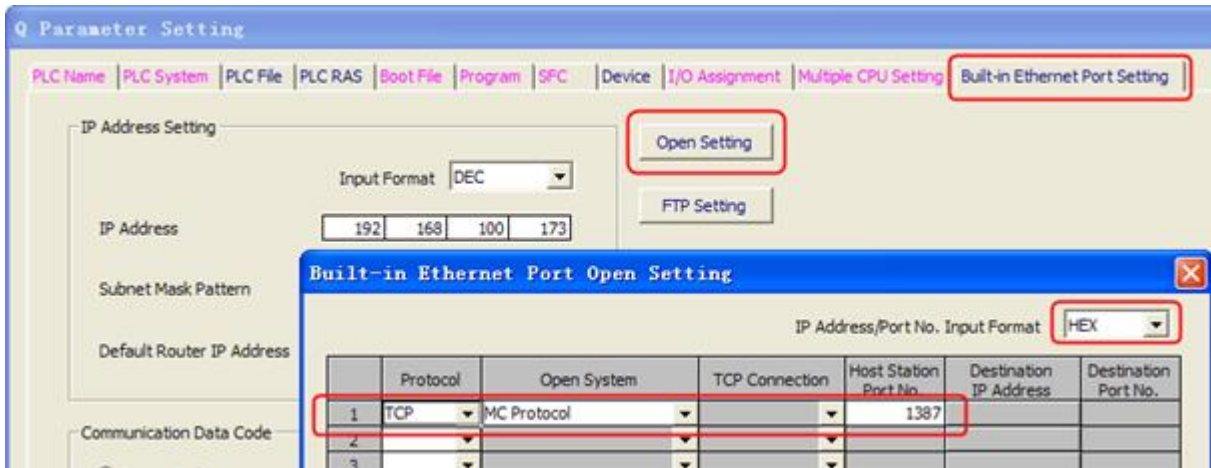 Q Parameter Setting
PLC Name PLC System PLC File PLC RAS Boot File Program SFC Device I/O Assignment Multiple CPU Setting Built-in Ethernet Port Setting
IP Address Setting
Open Setting
Input Format DEC
FTP Setting
IP Address 192 168 100 173
Built-in Ethernet Port Open Setting
Subnet Mask Pattern
IP Address/Port No. Input Format HEX
Default Router IP Address
Protocol Open System TCP Connection Host Station Port No. Destination IP Address Destination Port No.
1 TCP MC Protocol 1387
Communication Data Code
2
3